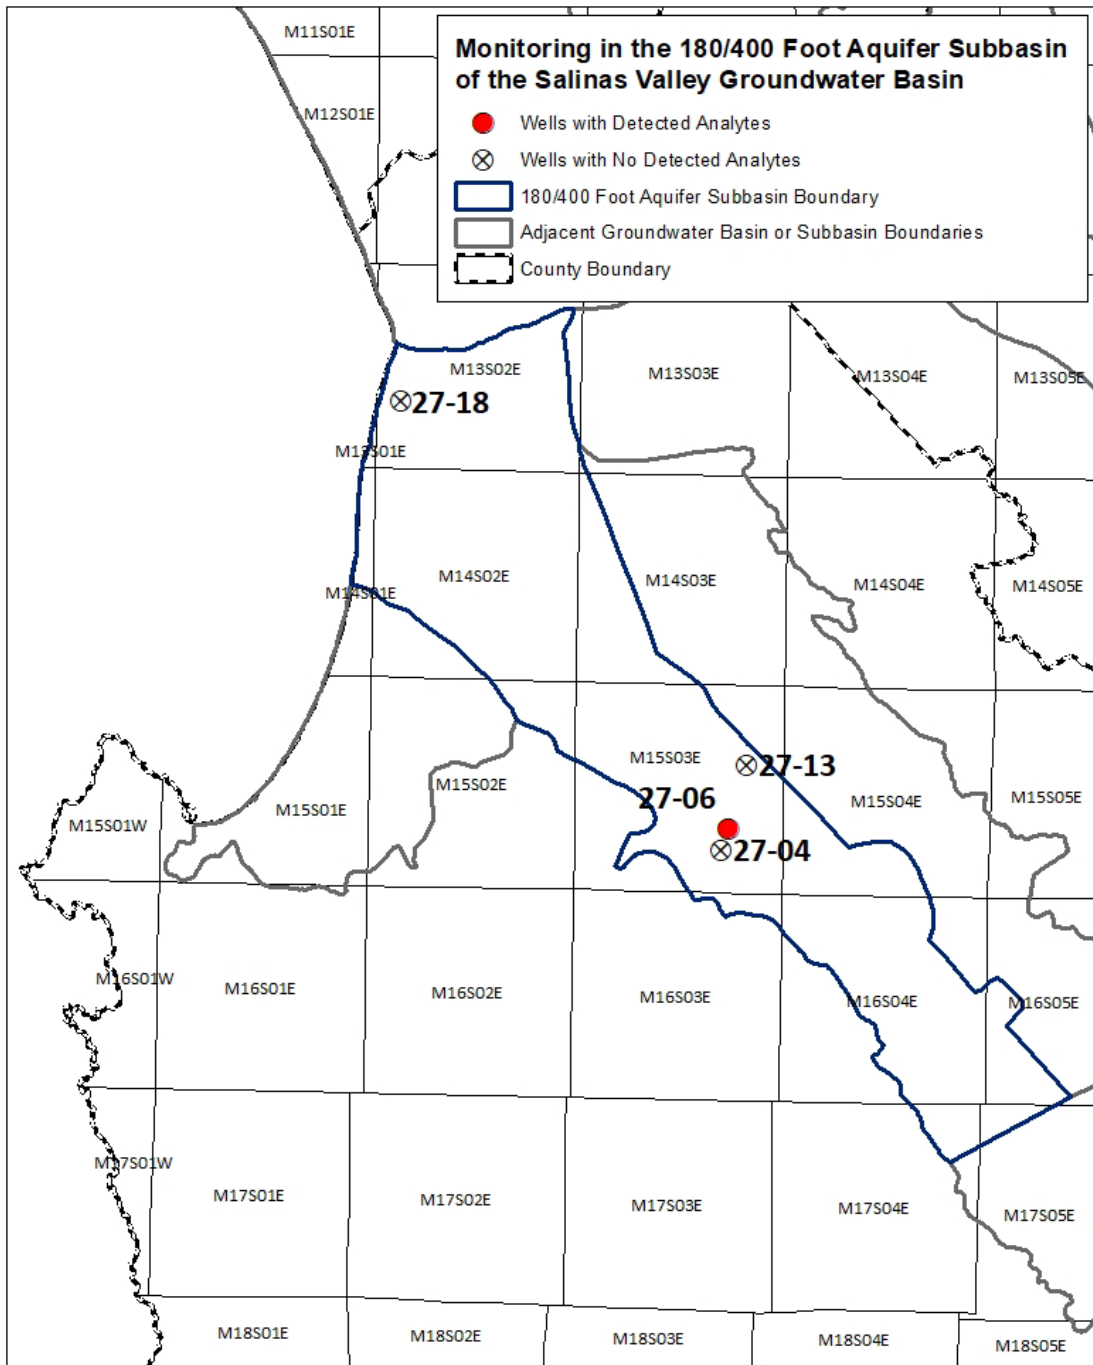 M11S01E
Monitoring in the 180/400 Foot Aquifer Subbasin
of the Salinas Valley Groundwater Basin
Wells with Detected Analytes
Wells with No Detected Analytes
180/400 Foot Aquifer Subbasin Boundary
Adjacent Groundwater Basin or Subbasin Boundaries
County Boundary
M12S01E
M13S02E
M13S03E
M13S04E
M13S05E
27-18
M13S01E
M14S02E
M14S03E
M14S04E
M14S05E
M14S01E
M15S03E
27-13
M15S02E
27-06
M15S04E
M15S05E
M15S01E
M15S01W
27-04
M16S01W
M16S01E
M16S02E
M16S03E
M16S04E
M16S05E
M17S01W
M17S01E
M17S02E
M17S03E
M17S04E
M17S05E
M18S01E
M18S02E
M18S03E
M18S04E
M18S05E